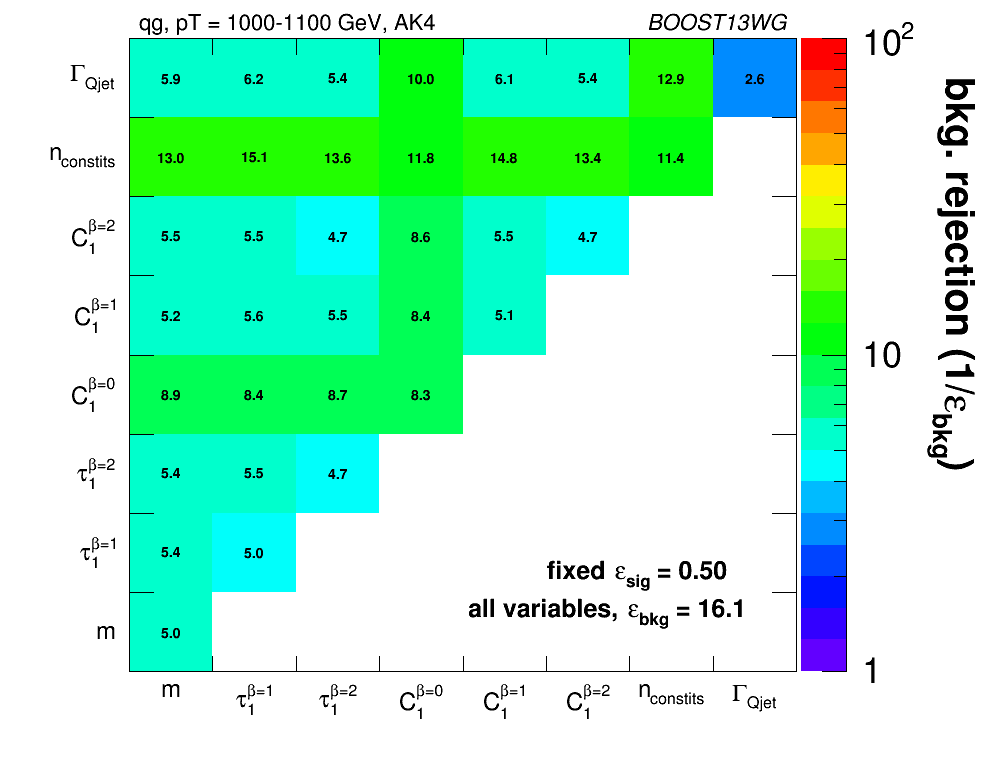 qg, pT = 1000-1100 GeV, AK4 BOOST13WG
Γ_Qjet 5.9 6.2 5.4 10.0 6.1 5.4 12.9 2.6
n_constits 13.0 15.1 13.6 11.8 14.8 13.4 11.4
C_1^β=2 5.5 5.5 4.7 8.6 5.5 4.7
C_1^β=1 5.2 5.6 5.5 8.4 5.1
C_1^β=0 8.9 8.4 8.7 8.3
τ_1^β=2 5.4 5.5 4.7
τ_1^β=1 5.4 5.0
m 5.0
fixed ε_sig = 0.50
all variables, ε_bkg = 16.1
m τ_1^β=1 τ_1^β=2 C_1^β=0 C_1^β=1 C_1^β=2 n_constits Γ_Qjet
10^2
10
1
bkg. rejection (1/ε_bkg)